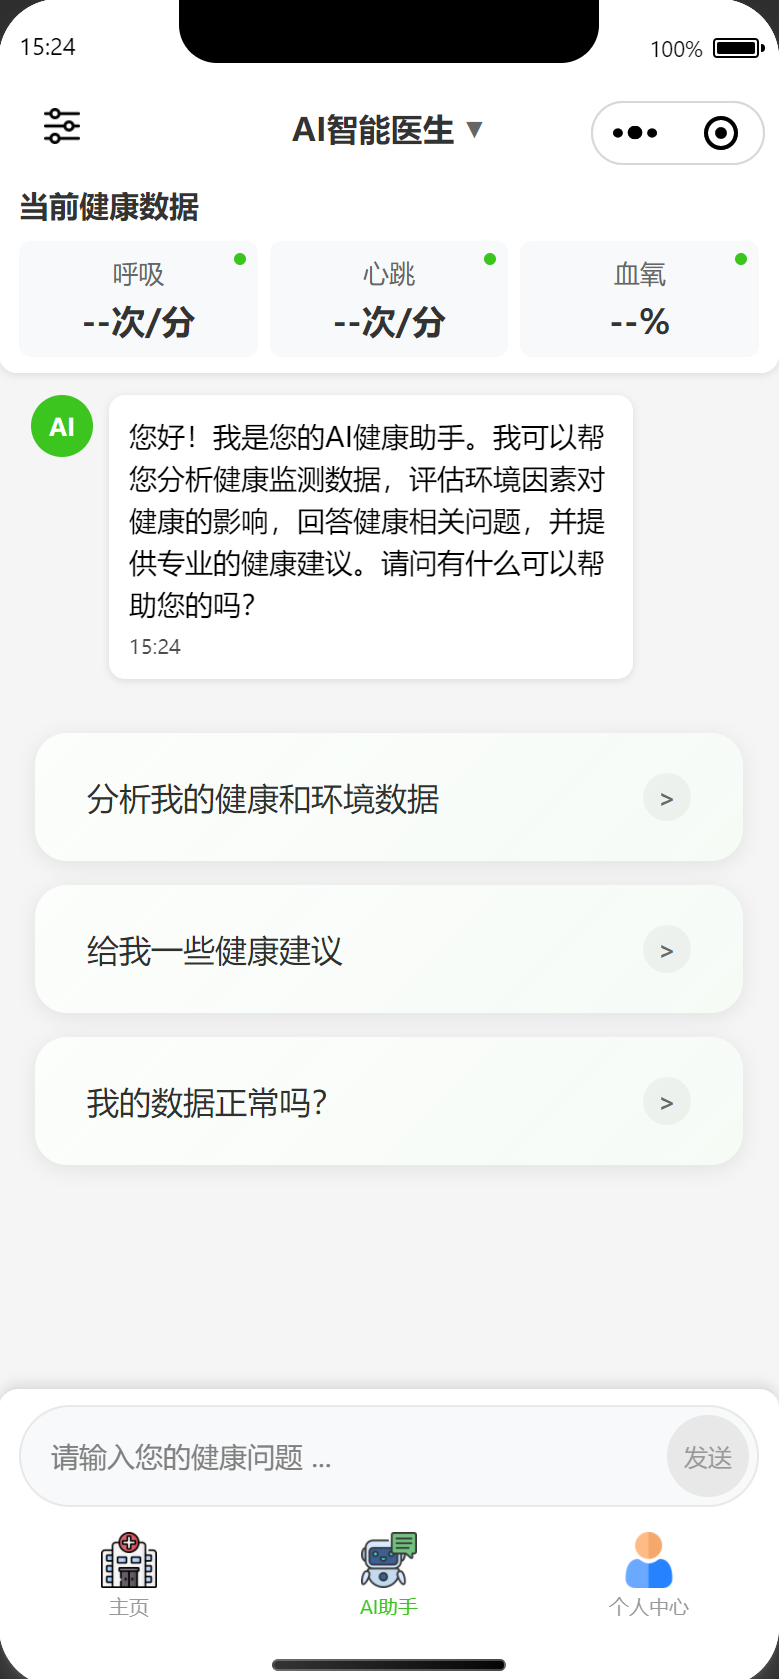 15:24
100%
AI智能医生 ▼
当前健康数据
呼吸
--次/分
心跳
--次/分
血氧
--%
AI
您好！我是您的AI健康助手。我可以帮
您分析健康监测数据，评估环境因素对
健康的影响，回答健康相关问题，并提
供专业的健康建议。请问有什么可以帮
助您的吗？
15:24
分析我的健康和环境数据 >
给我一些健康建议 >
我的数据正常吗？ >
请输入您的健康问题 ...
发送
主页
AI助手
个人中心